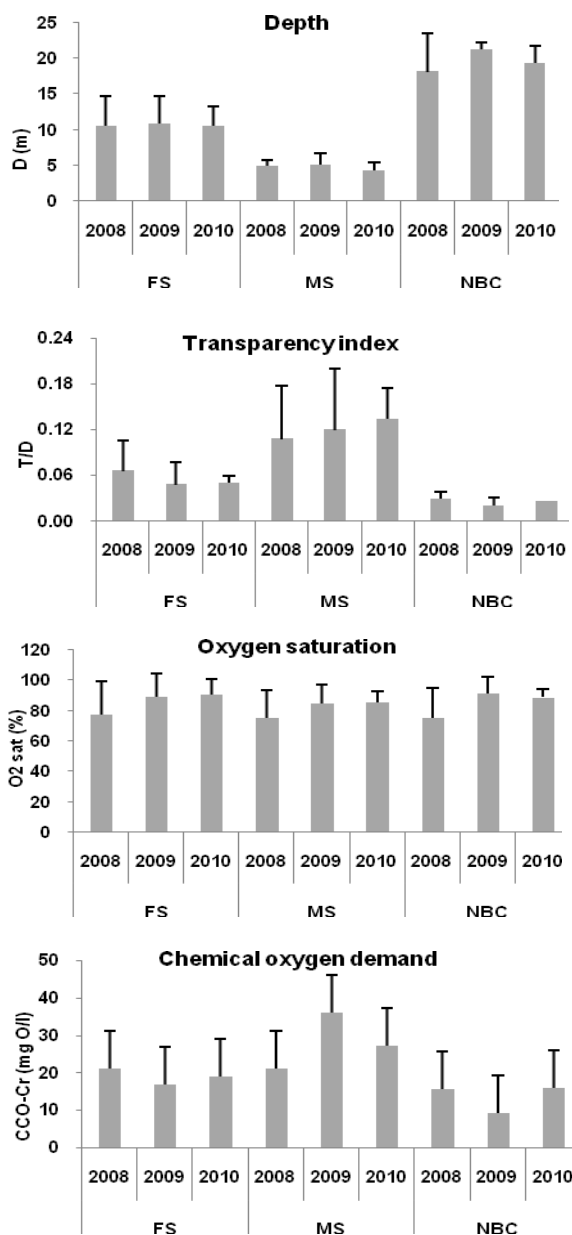 Depth
25
20
15
10
5
0
D (m)
2008 2009 2010 2008 2009 2010 2008 2009 2010
FS MS NBC
Transparency index
0.24
0.18
0.12
0.06
0.00
T/D
2008 2009 2010 2008 2009 2010 2008 2009 2010
FS MS NBC
Oxygen saturation
120
100
80
60
40
20
0
O2 sat (%)
2008 2009 2010 2008 2009 2010 2008 2009 2010
FS MS NBC
Chemical oxygen demand
50
40
30
20
10
0
CCO-Cr (mg O/l)
2008 2009 2010 2008 2009 2010 2008 2009 2010
FS MS NBC